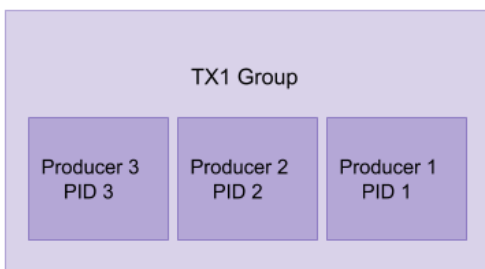 TX1 Group
Producer 3
PID 3
Producer 2
PID 2
Producer 1
PID 1